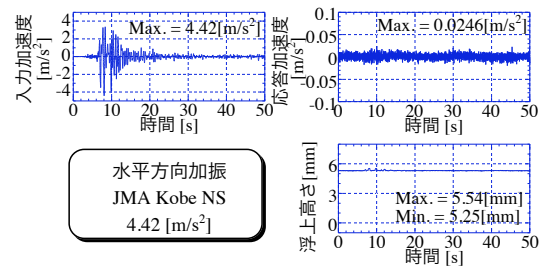 入力加速度
[m/s²]
4
2
0
-2
-4
Max. = 4.42[m/s²]
0 10 20 30 40 50
時間 [s]
応答加速度
[m/s²]
0.1
0.05
0
-0.05
-0.1
Max. = 0.0246[m/s²]
0 10 20 30 40 50
時間 [s]
水平方向加振
JMA Kobe NS
4.42 [m/s²]
浮上高さ[mm]
6
3
0
Max. = 5.54[mm]
Min. = 5.25[mm]
0 10 20 30 40 50
時間 [s]